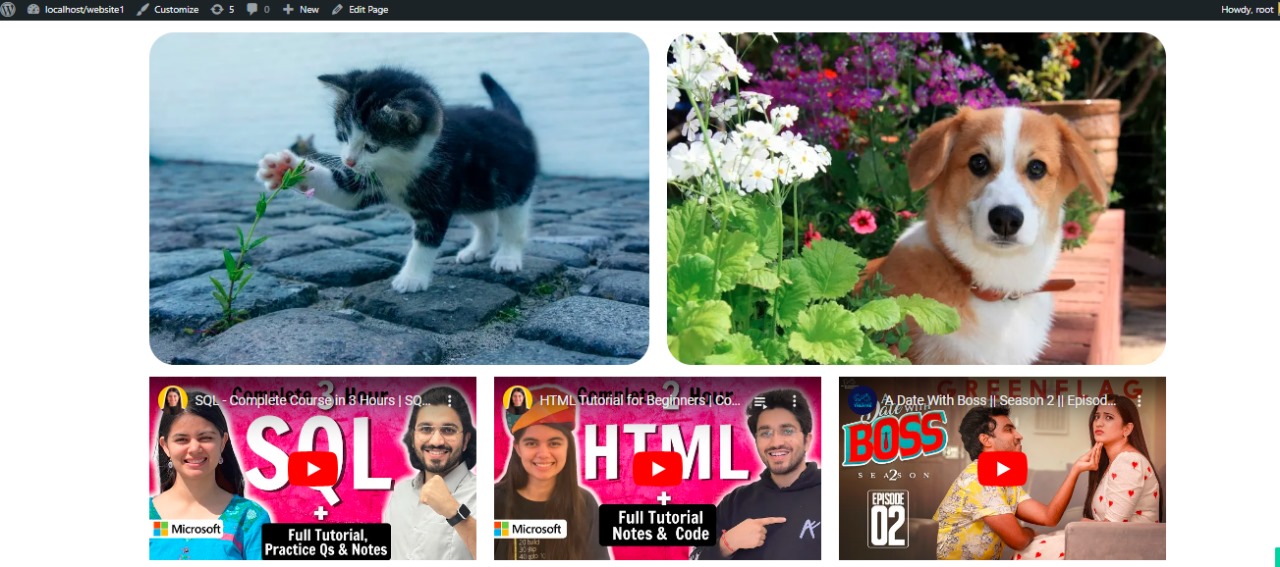 localhost/website1 Customize 5 0 New Edit Page Howdy, root
Complete 3 Hour
SQL - Complete Course in 3 Hours | SQ...
SQL
+
Microsoft
Full Tutorial,
Practice Qs & Notes
Complete 2 Hour
HTML Tutorial for Beginners | Co...
HTML
+
Microsoft
Full Tutorial
Notes & Code
GREENFLAG
A Date With Boss || Season 2 || Episod...
Date with
BOSS
SEASON 2
EPISODE
02